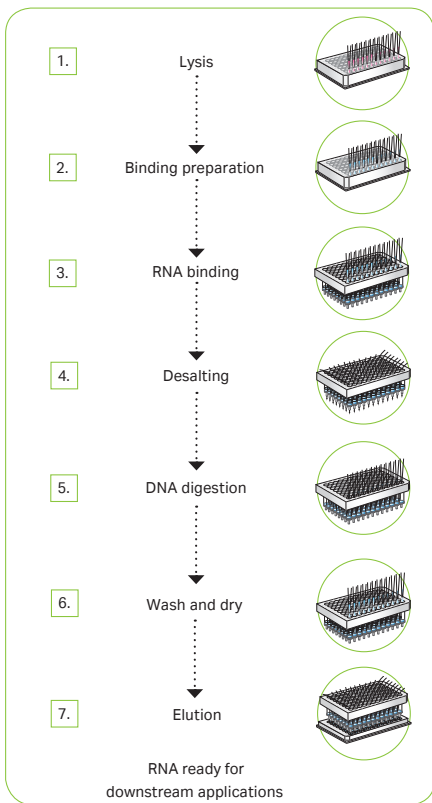 1. Lysis
2. Binding preparation
3. RNA binding
4. Desalting
5. DNA digestion
6. Wash and dry
7. Elution
RNA ready for
downstream applications